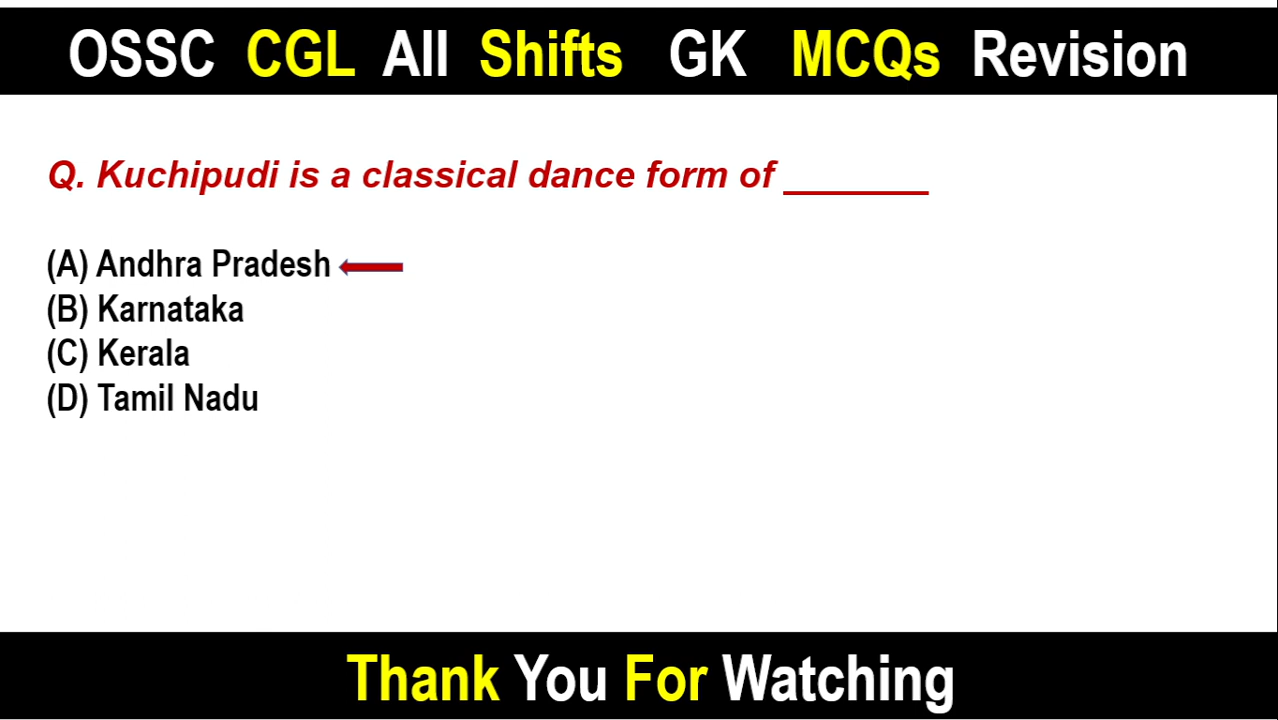 OSSC CGL All Shifts GK MCQs Revision
Q. Kuchipudi is a classical dance form of _______
(A) Andhra Pradesh
(B) Karnataka
(C) Kerala
(D) Tamil Nadu
Thank You For Watching